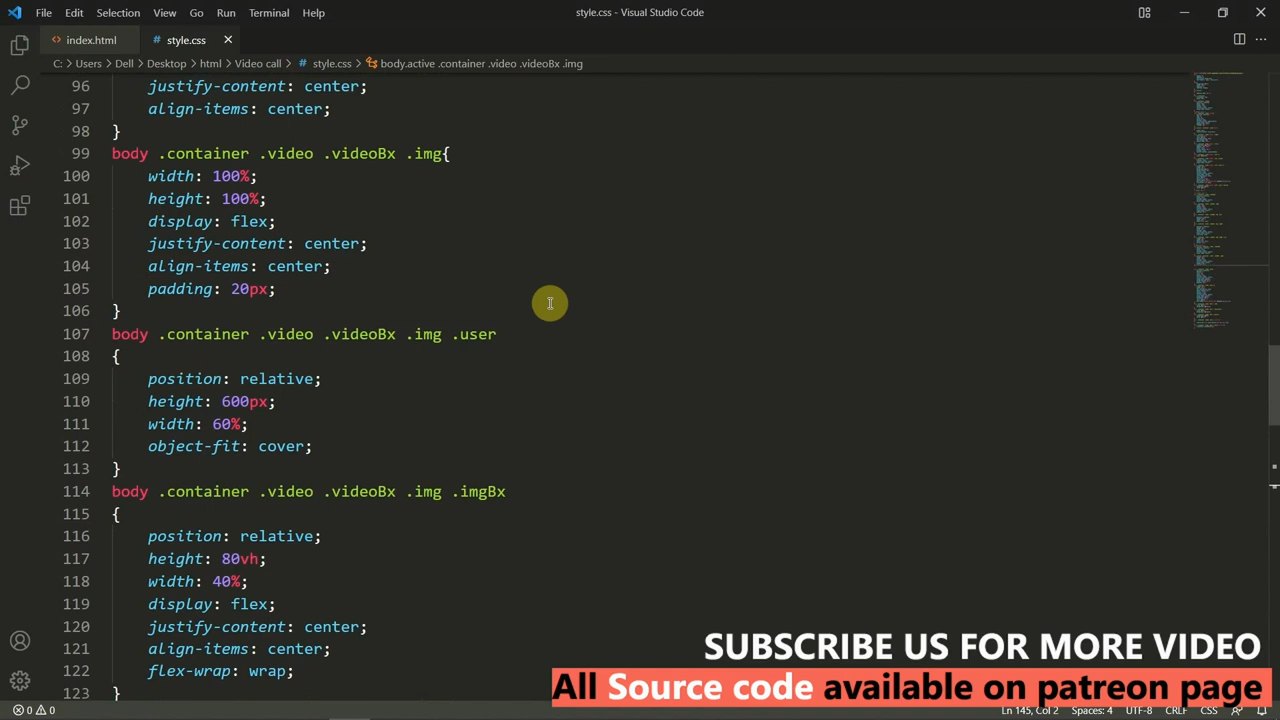 File Edit Selection View Go Run Terminal Help style.css - Visual Studio Code
index.html style.css
C: > Users > Dell > Desktop > html > Video call > # style.css > body.active .container .video .videoBx .img
96 justify-content: center;
97 align-items: center;
98 }
99 body .container .video .videoBx .img{
100 width: 100%;
101 height: 100%;
102 display: flex;
103 justify-content: center;
104 align-items: center;
105 padding: 20px;
106 }
107 body .container .video .videoBx .img .user
108 {
109 position: relative;
110 height: 600px;
111 width: 60%;
112 object-fit: cover;
113 }
114 body .container .video .videoBx .img .imgBx
115 {
116 position: relative;
117 height: 80vh;
118 width: 40%;
119 display: flex;
120 justify-content: center;
121 align-items: center;
122 flex-wrap: wrap;
123 }
SUBSCRIBE US FOR MORE VIDEO
All Source code available on patreon page
0 0 Ln 145, Col 2 Spaces: 4 UTF-8 CRLF CSS